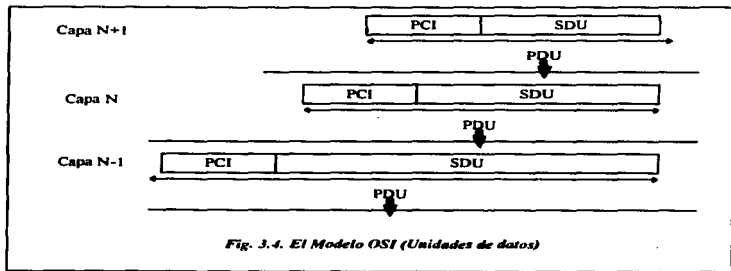 Capa N+1
PCI SDU
PDU
Capa N
PCI SDU
PDU
Capa N-1
PCI SDU
PDU
Fig. 3.4. El Modelo OSI (Unidades de datos)